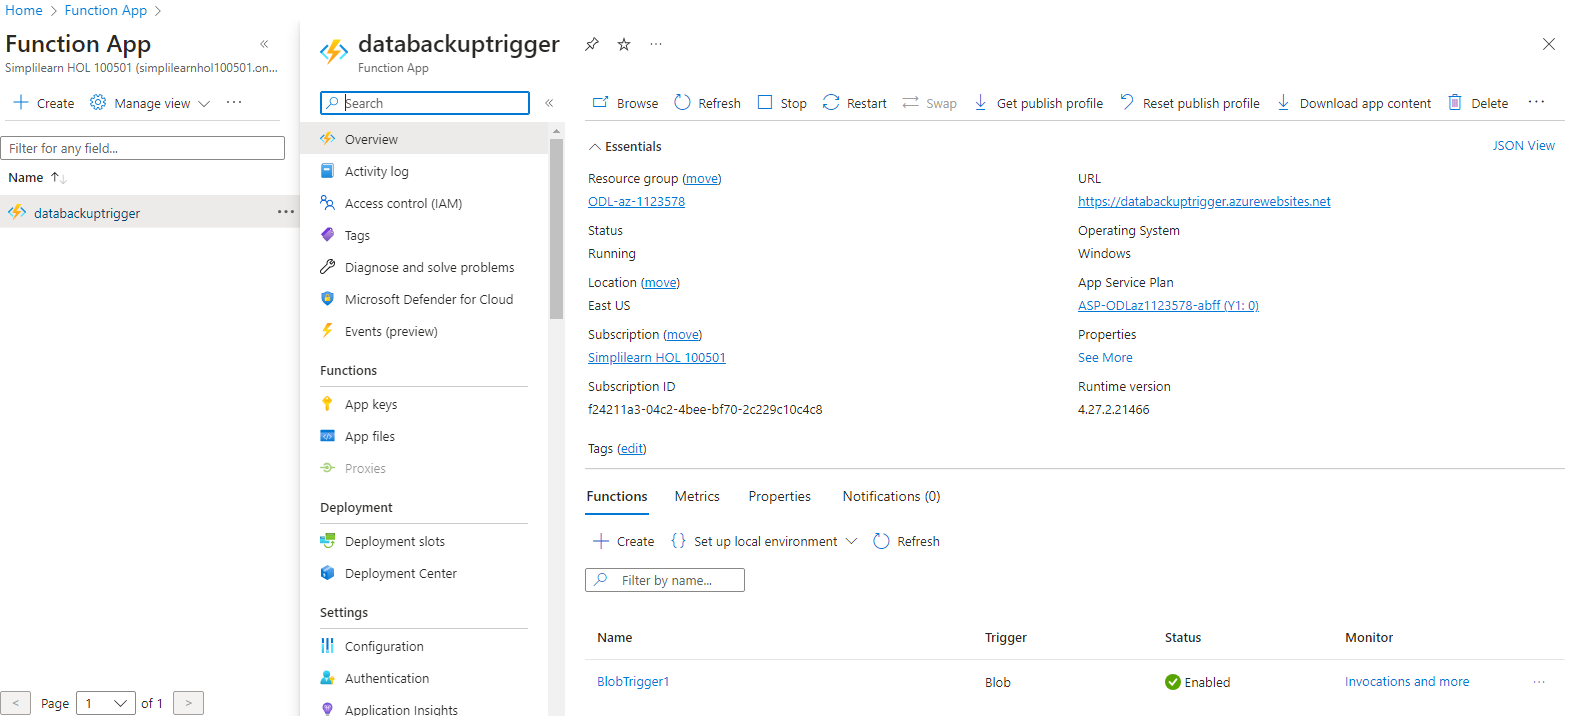 Home > Function App >
Function App «
Simplilearn HOL 100501 (simplilearnhol100501.on...
Create Manage view ...
Filter for any field...
Name ↑↓
databackuptrigger ...
< Page 1 of 1 >
databackuptrigger ...
Function App
Search «
Overview
Activity log
Access control (IAM)
Tags
Diagnose and solve problems
Microsoft Defender for Cloud
Events (preview)
Functions
App keys
App files
Proxies
Deployment
Deployment slots
Deployment Center
Settings
Configuration
Authentication
Application Insights
Browse Refresh Stop Restart Swap Get publish profile Reset publish profile Download app content Delete ...
Essentials JSON View
Resource group (move)
ODL-az-1123578
Status
Running
Location (move)
East US
Subscription (move)
Simplilearn HOL 100501
Subscription ID
f24211a3-04c2-4bee-bf70-2c229c10c4c8
Tags (edit)
URL
https://databackuptrigger.azurewebsites.net
Operating System
Windows
App Service Plan
ASP-ODLaz1123578-abff (Y1: 0)
Properties
See More
Runtime version
4.27.2.21466
Functions Metrics Properties Notifications (0)
Create {} Set up local environment Refresh
Filter by name...
Name Trigger Status Monitor
BlobTrigger1 Blob Enabled Invocations and more ...